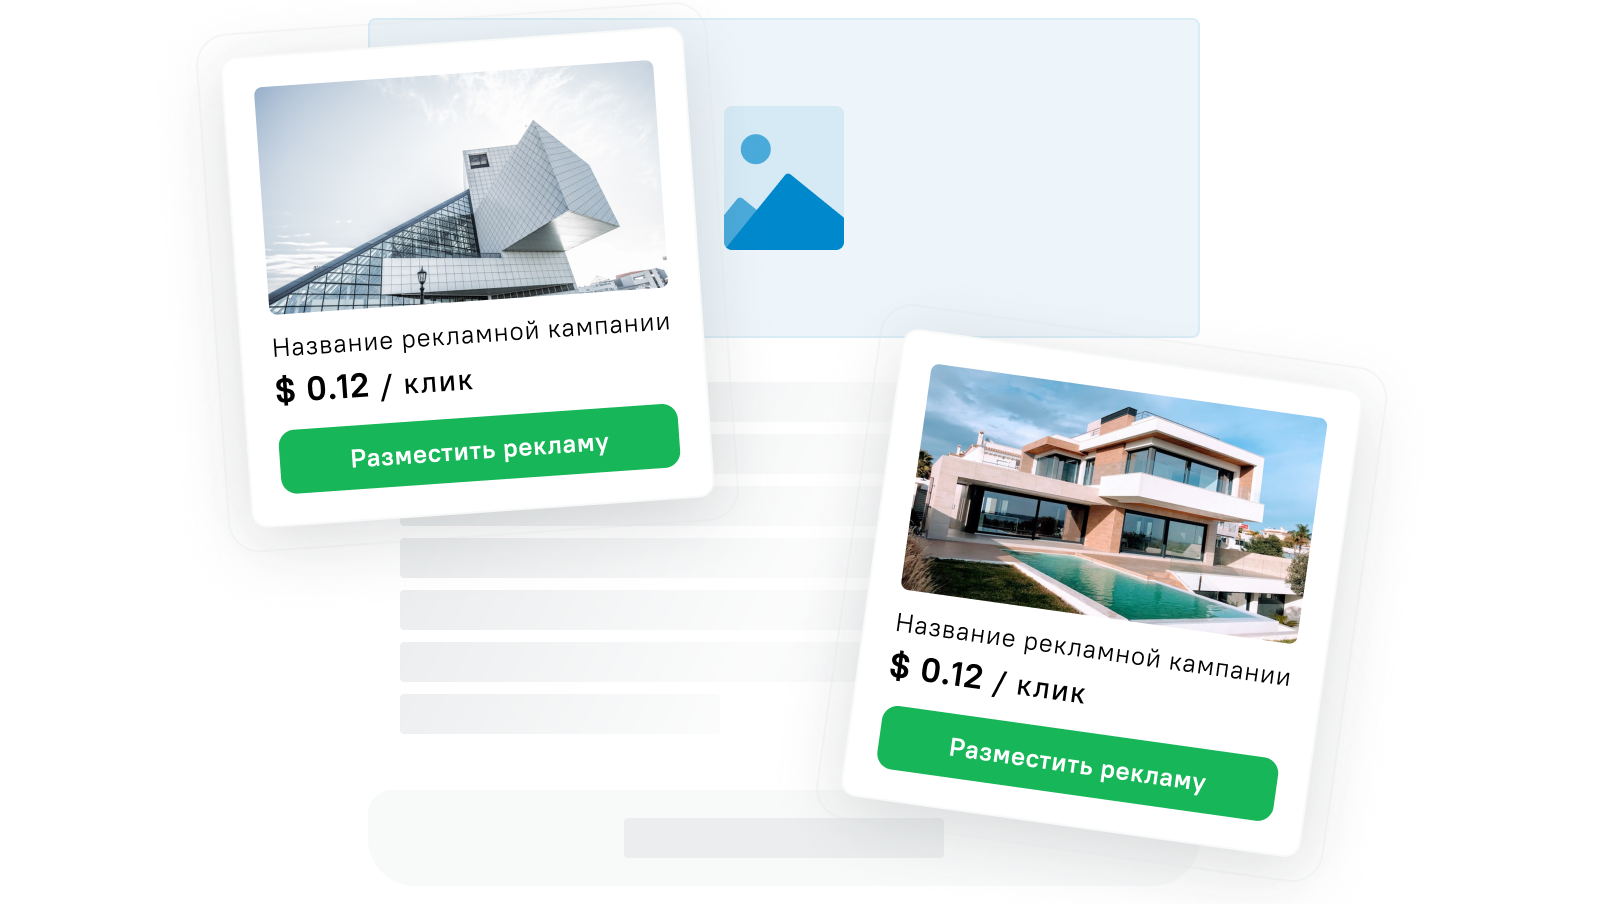 Название рекламной кампании
$ 0.12 / клик
Разместить рекламу
Название рекламной кампании
$ 0.12 / клик
Разместить рекламу